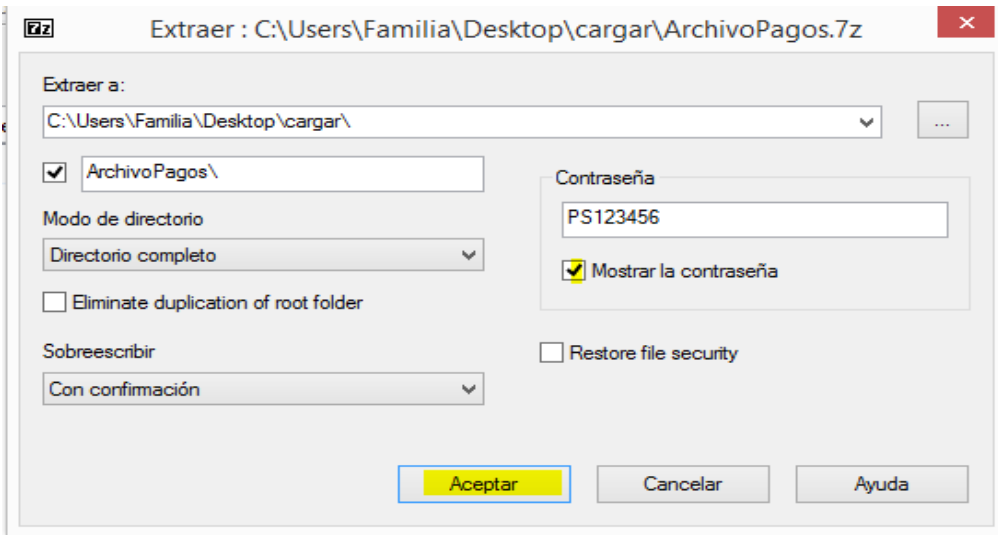 7z Extraer : C:\Users\Familia\Desktop\cargar\ArchivoPagos.7z
Extraer a:
C:\Users\Familia\Desktop\cargar\
...
ArchivoPagos\
Contraseña
PS123456
Modo de directorio
Directorio completo
Mostrar la contraseña
Eliminate duplication of root folder
Sobreescribir
Restore file security
Con confirmación
Aceptar Cancelar Ayuda